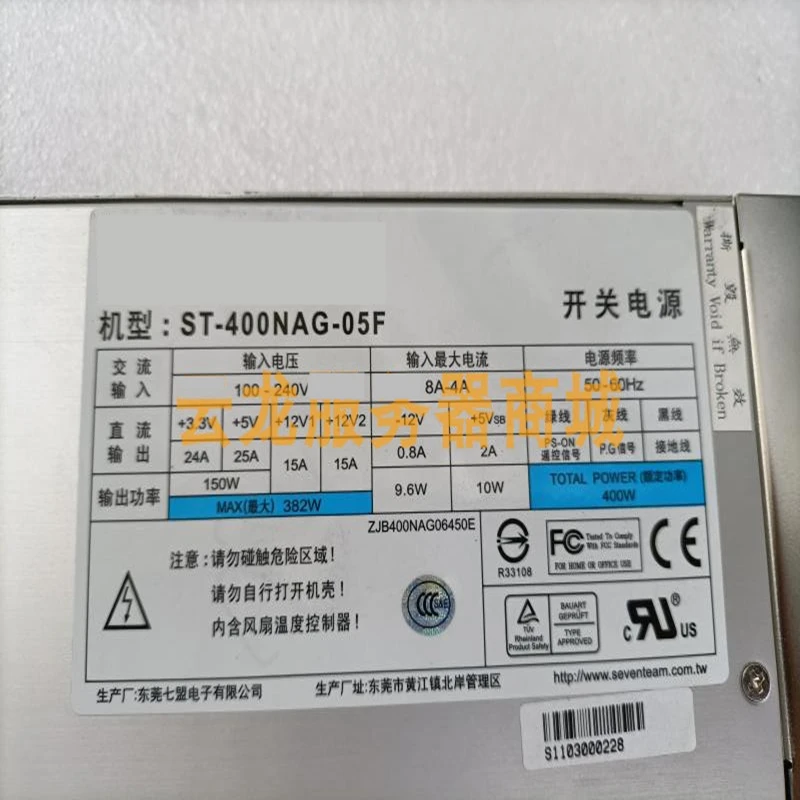 机型：ST-400NAG-05F
开关电源
交流 输入电压 输入最大电流 电源频率
输入 100-240V 8A-4A 50-60Hz
直流 +3.3V +5V +12V1 +12V2 -12V +5VSB 绿线 灰线 黑线
输出 24A 25A 15A 15A 0.8A 2A PS-ON 遥控信号 P.G信号 接地线
输出功率 150W 9.6W 10W TOTAL POWER (额定功率)
MAX(最大) 382W 400W
云龙服务器商城
ZJB400NAG06450E
注意：请勿碰触危险区域！
请勿自行打开机壳！
内含风扇温度控制器！
CCC S&E
R33108
FC Tested To Comply
With FCC Standards
FOR HOME OR OFFICE USE
CE
TÜV
Rheinland
Product Safety
BAUART
GEPRÜFT
TYPE
APPROVED
c RU US
®
生产厂:东莞七盟电子有限公司
生产厂址:东莞市黄江镇北岸管理区
http://www.seventeam.com.tw
撕毁無效
Warranty Void if Broken
S1103000228